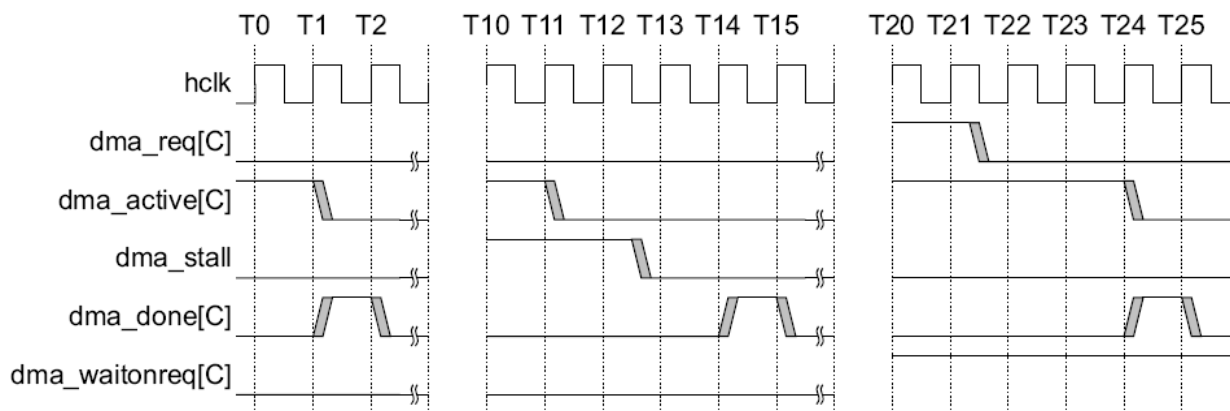 T0 T1 T2 T10 T11 T12 T13 T14 T15 T20 T21 T22 T23 T24 T25
hclk
dma_req[C]
dma_active[C]
dma_stall
dma_done[C]
dma_waitonreq[C]